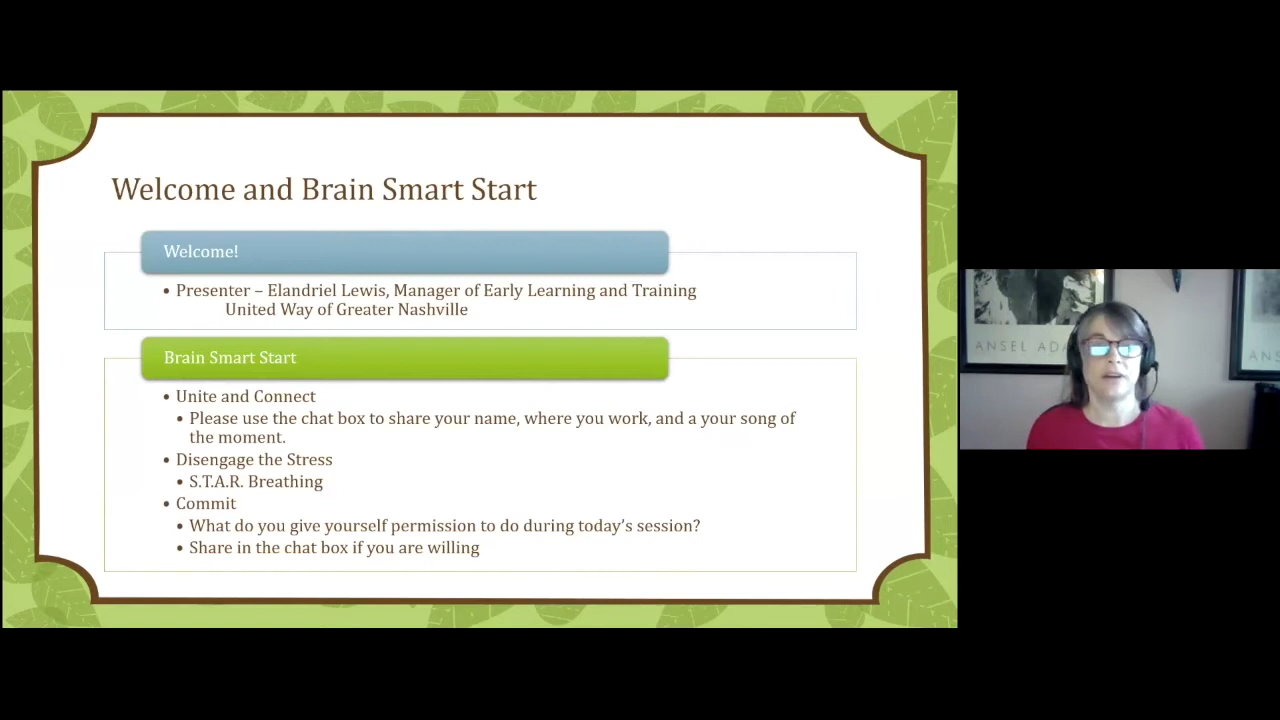 Welcome and Brain Smart Start
Welcome!
• Presenter – Elandriel Lewis, Manager of Early Learning and Training
United Way of Greater Nashville
Brain Smart Start
• Unite and Connect
• Please use the chat box to share your name, where you work, and a your song of
the moment.
• Disengage the Stress
• S.T.A.R. Breathing
• Commit
• What do you give yourself permission to do during today’s session?
• Share in the chat box if you are willing
ANSEL ADA
ANS